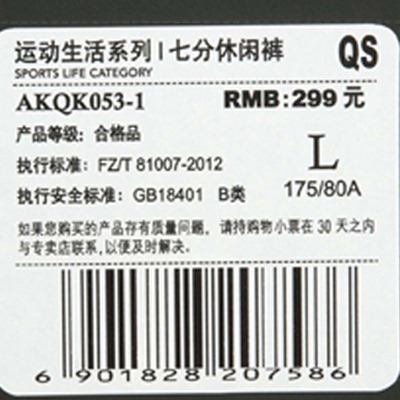 运动生活系列 | 七分休闲裤 QS
SPORTS LIFE CATEGORY
AKQK053-1 RMB:299 元
产品等级: 合格品
执行标准: FZ/T 81007-2012 L
执行安全标准: GB18401 B类 175/80A
如果您购买的产品存有质量问题, 请持购物小票在 30 天之内
与专卖店联系,以便及时解决.
6 901828 207586